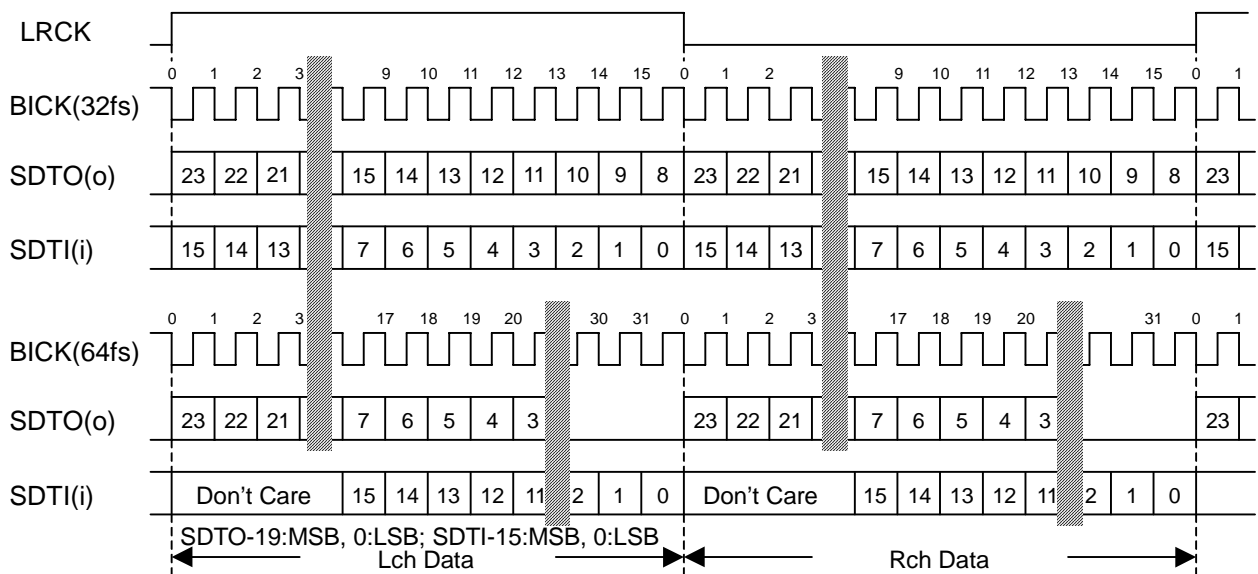 LRCK
0 1 2 3 9 10 11 12 13 14 15 0 1 2 9 10 11 12 13 14 15 0 1
BICK(32fs)
SDTO(o) 23 22 21 15 14 13 12 11 10 9 8 23 22 21 15 14 13 12 11 10 9 8 23
SDTI(i) 15 14 13 7 6 5 4 3 2 1 0 15 14 13 7 6 5 4 3 2 1 0 15
0 1 2 3 17 18 19 20 30 31 0 1 2 3 17 18 19 20 31 0 1
BICK(64fs)
SDTO(o) 23 22 21 7 6 5 4 3 23 22 21 7 6 5 4 3 23
SDTI(i) Don't Care 15 14 13 12 11 2 1 0 Don't Care 15 14 13 12 11 2 1 0
SDTO-19:MSB, 0:LSB; SDTI-15:MSB, 0:LSB
Lch Data Rch Data